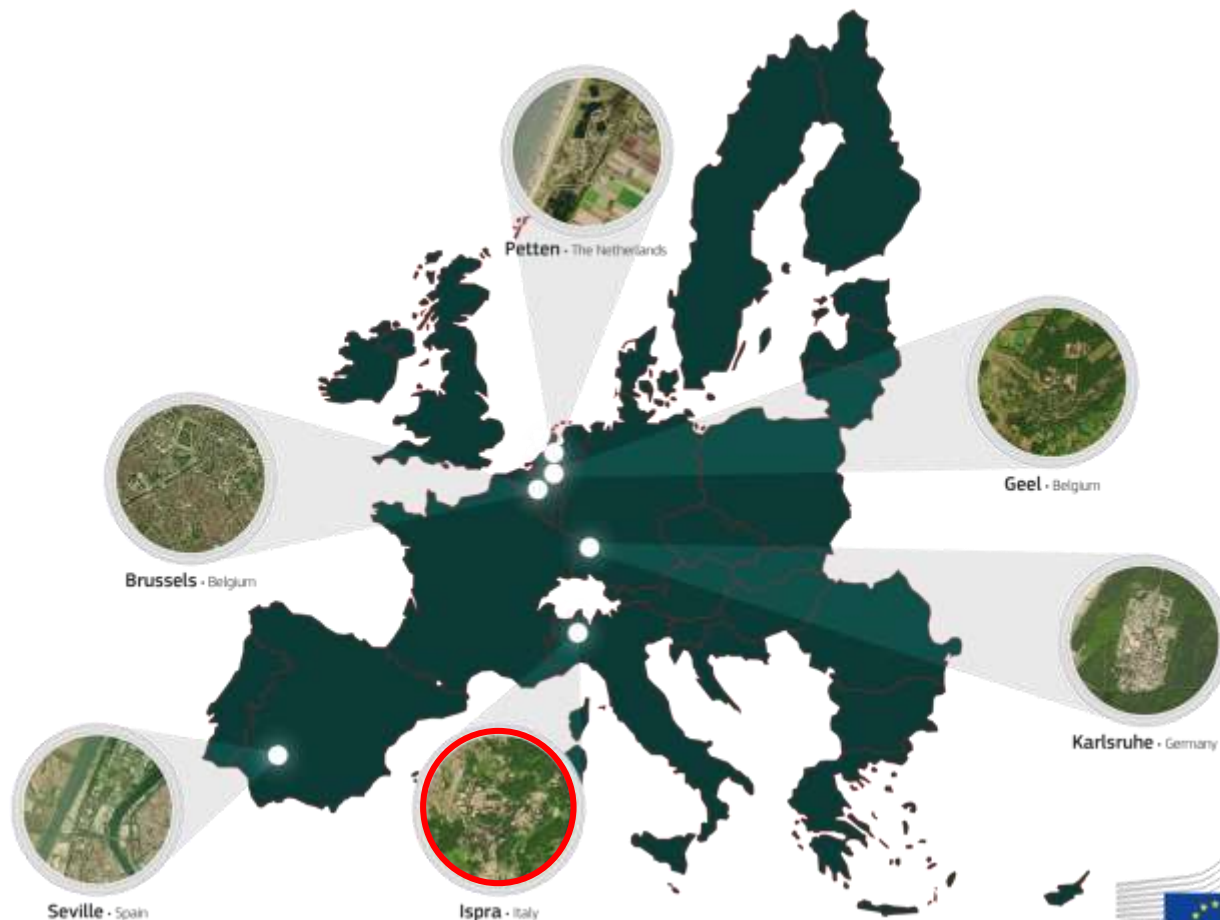 Petten · The Netherlands
Geel · Belgium
Brussels · Belgium
Karlsruhe · Germany
Seville · Spain
Ispra · Italy